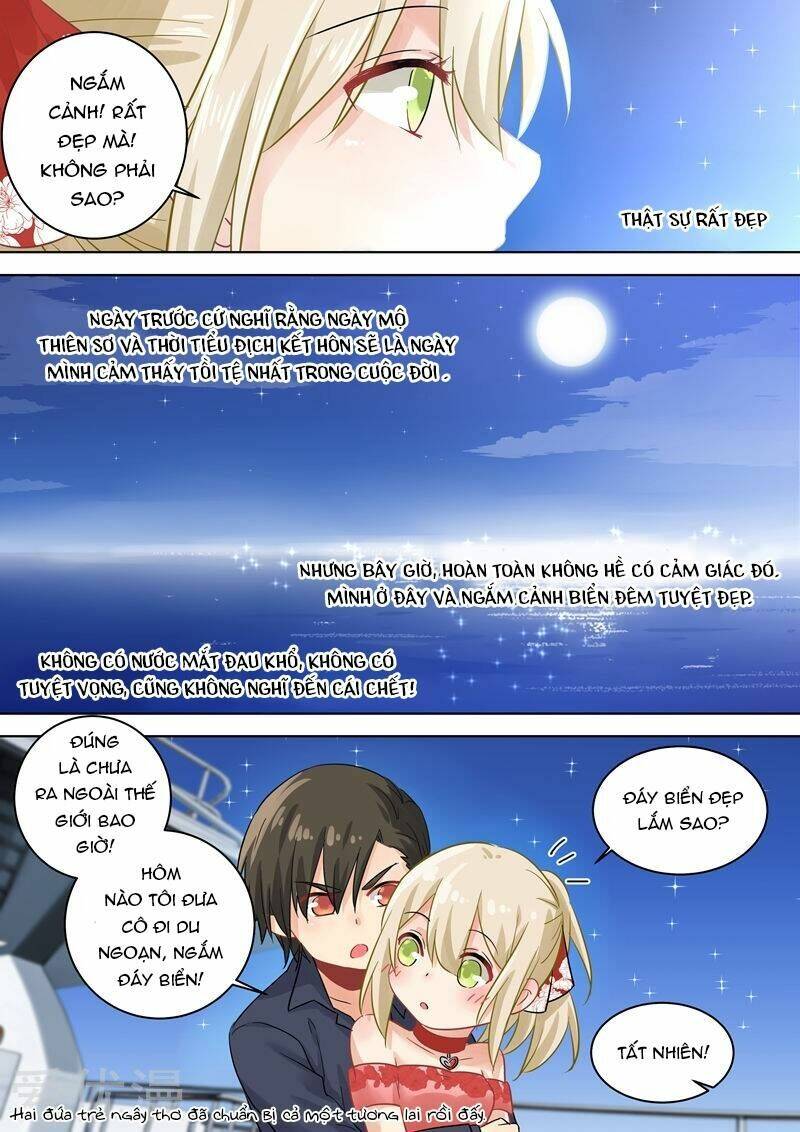 NGẮM
CẢNH! RẤT
ĐẸP MÀ!
KHÔNG PHẢI
SAO?
THẬT SỰ RẤT ĐẸP
NGÀY TRƯỚC CỨ NGHĨ RẰNG NGÀY MỘ
THIÊN SƠ VÀ THỜI TIỂU ĐỊCH KẾT HÔN SẼ LÀ NGÀY
MÌNH CẢM THẤY TỒI TỆ NHẤT TRONG CUỘC ĐỜI.
NHƯNG BÂY GIỜ, HOÀN TOÀN KHÔNG HỀ CÓ CẢM GIÁC ĐÓ.
MÌNH Ở ĐÂY VÀ NGẮM CẢNH BIỂN ĐÊM TUYỆT ĐẸP.
KHÔNG CÓ NƯỚC MẮT ĐAU KHỔ, KHÔNG CÓ
TUYỆT VỌNG, CŨNG KHÔNG NGHĨ ĐẾN CÁI CHẾT!
ĐÚNG
LÀ CHƯA
RA NGOÀI THẾ
GIỚI BAO
GIỜ!
HÔM
NÀO TÔI ĐƯA
CÔ ĐI DU
NGOẠN, NGẮM
ĐÁY BIỂN!
ĐÁY BIỂN ĐẸP
LẮM SAO?
TẤT NHIÊN!
Hai đứa trẻ ngây thơ đã chuẩn bị cả một tương lai rồi đấy.